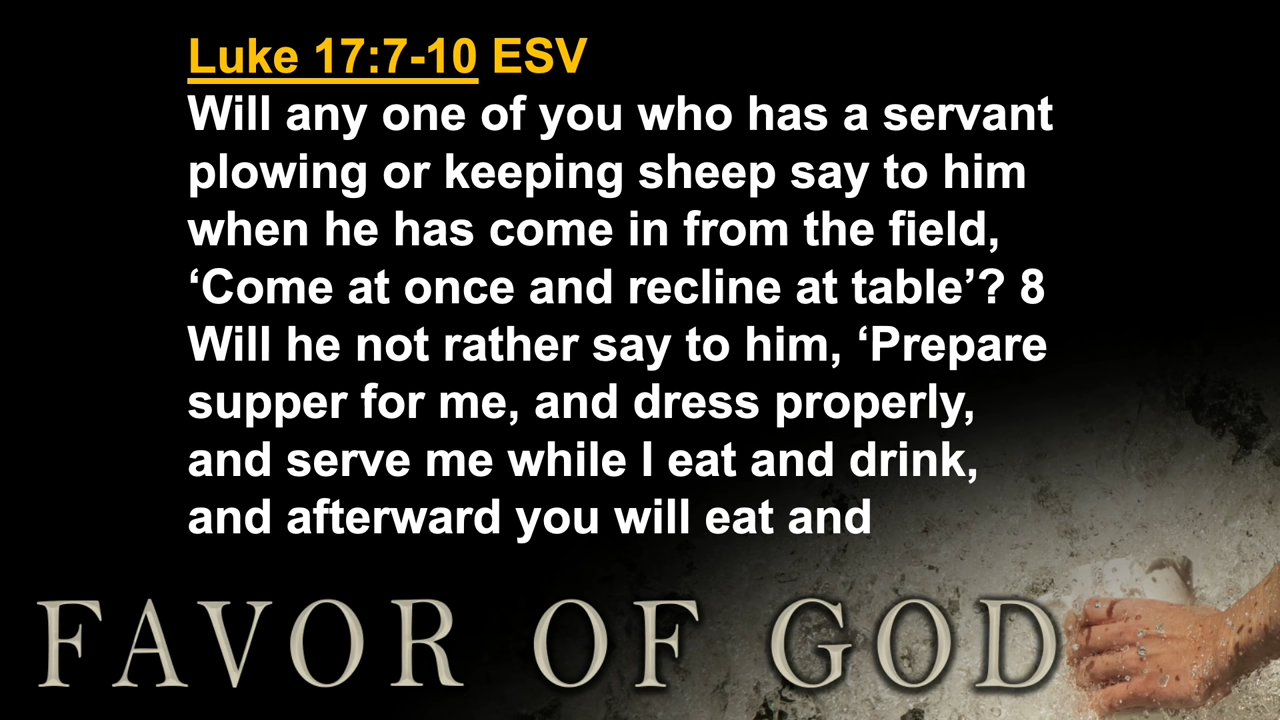 Luke 17:7-10 ESV
Will any one of you who has a servant
plowing or keeping sheep say to him
when he has come in from the field,
‘Come at once and recline at table’? 8
Will he not rather say to him, ‘Prepare
supper for me, and dress properly,
and serve me while I eat and drink,
and afterward you will eat and
FAVOR OF GOD